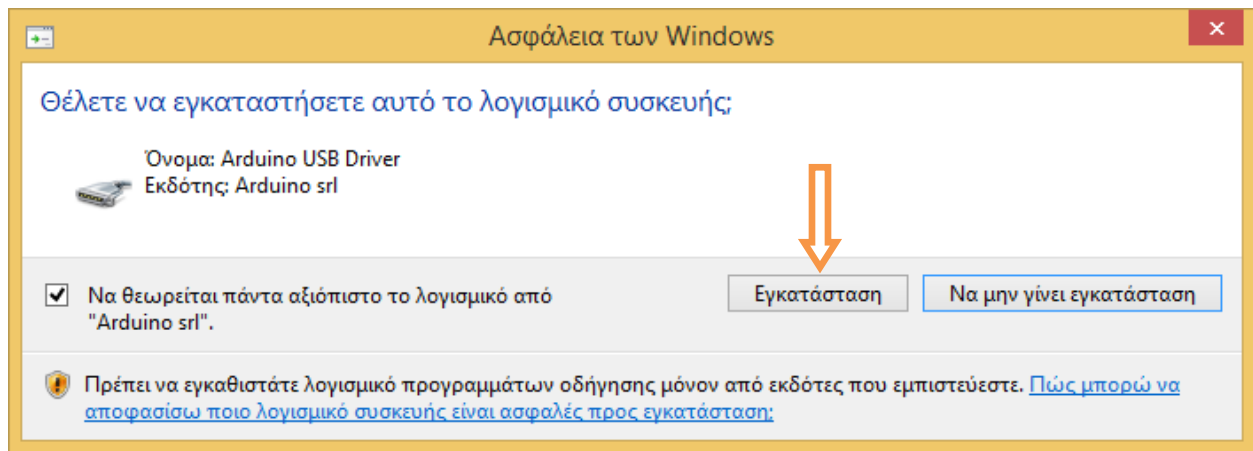 Ασφάλεια των Windows
Θέλετε να εγκαταστήσετε αυτό το λογισμικό συσκευής;
Όνομα: Arduino USB Driver
Εκδότης: Arduino srl
Να θεωρείται πάντα αξιόπιστο το λογισμικό από
"Arduino srl".
Εγκατάσταση
Να μην γίνει εγκατάσταση
Πρέπει να εγκαθιστάτε λογισμικό προγραμμάτων οδήγησης μόνον από εκδότες που εμπιστεύεστε. Πώς μπορώ να
αποφασίσω ποιο λογισμικό συσκευής είναι ασφαλές προς εγκατάσταση;